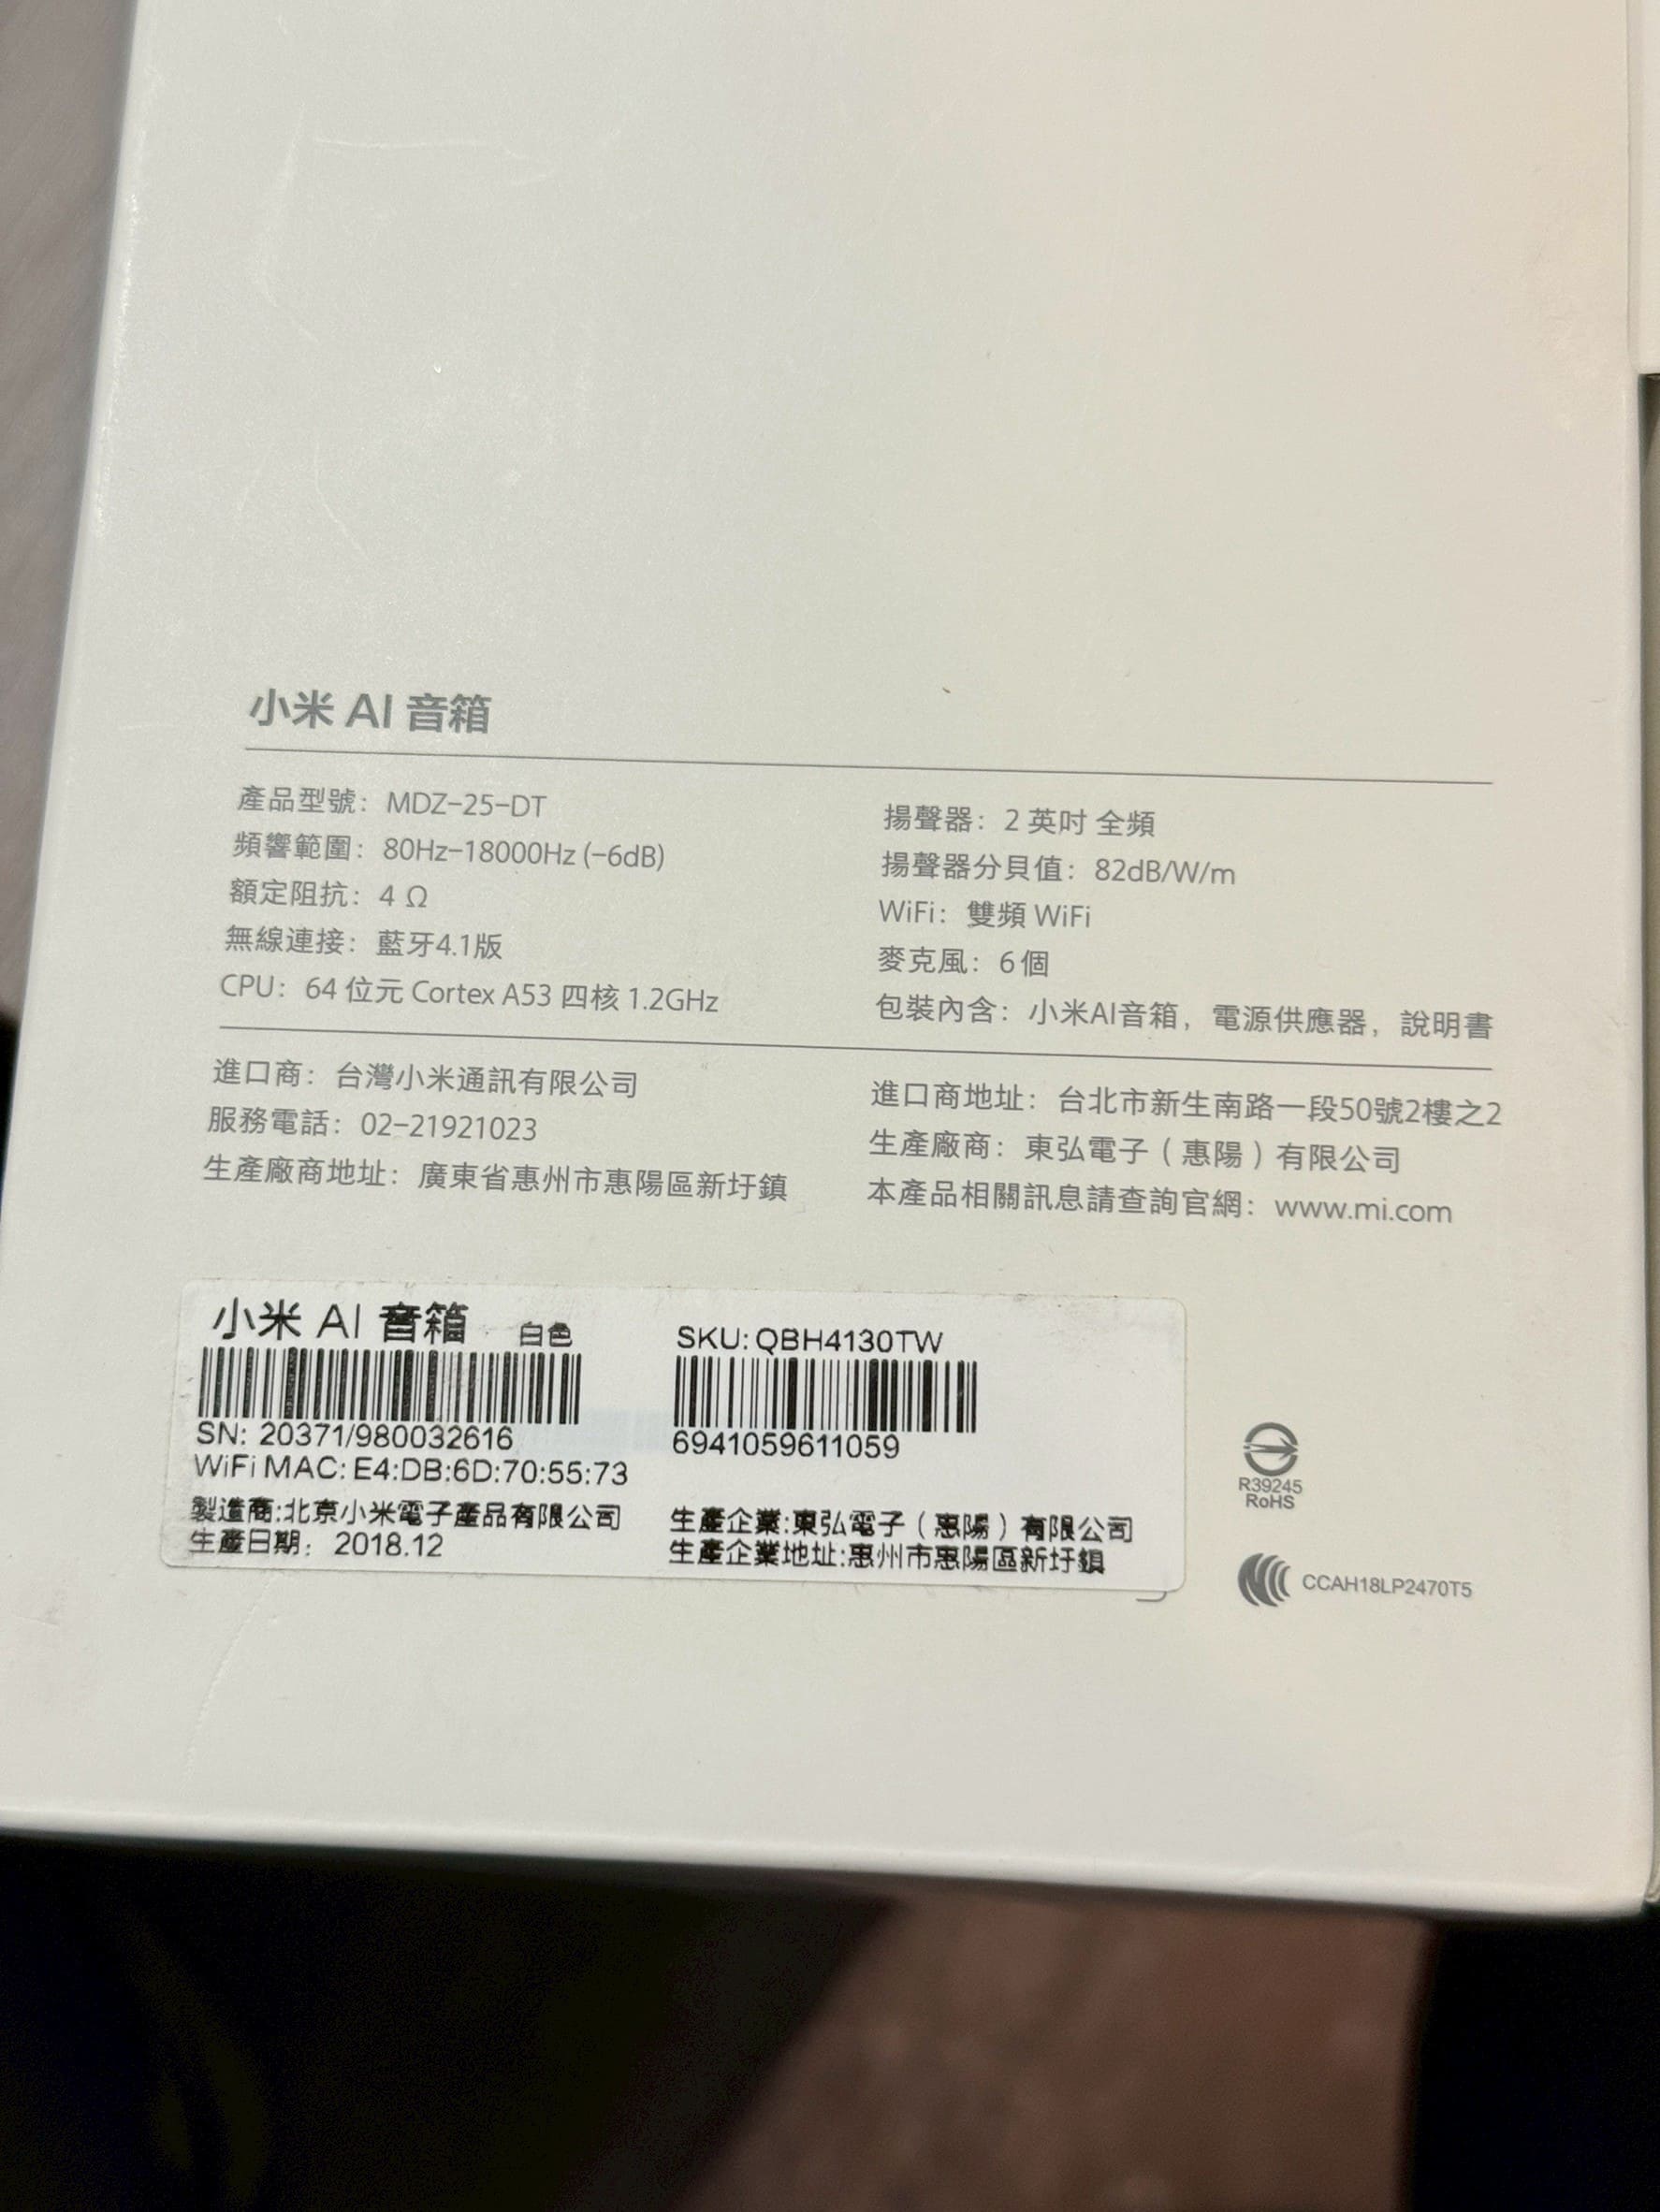 小米 AI 音箱
產品型號：MDZ-25-DT
頻響範圍：80Hz-18000Hz (-6dB)
額定阻抗：4 Ω
無線連接：藍牙4.1版
CPU：64 位元 Cortex A53 四核 1.2GHz
揚聲器：2 英吋 全頻
揚聲器分貝值：82dB/W/m
WiFi：雙頻 WiFi
麥克風：6個
包裝內含：小米AI音箱，電源供應器，說明書
進口商：台灣小米通訊有限公司
服務電話：02-21921023
生產廠商地址：廣東省惠州市惠陽區新圩鎮
進口商地址：台北市新生南路一段50號2樓之2
生產廠商：東弘電子（惠陽）有限公司
本產品相關訊息請查詢官網：www.mi.com
小米 AI 音箱 白色
SN: 20371/980032616
WiFi MAC: E4:DB:6D:70:55:73
製造商:北京小米電子產品有限公司
生產日期：2018.12
SKU: QBH4130TW
6941059611059
生產企業:東弘電子（惠陽）有限公司
生產企業地址:惠州市惠陽區新圩鎮
R39245
RoHS
CCAH18LP2470T5